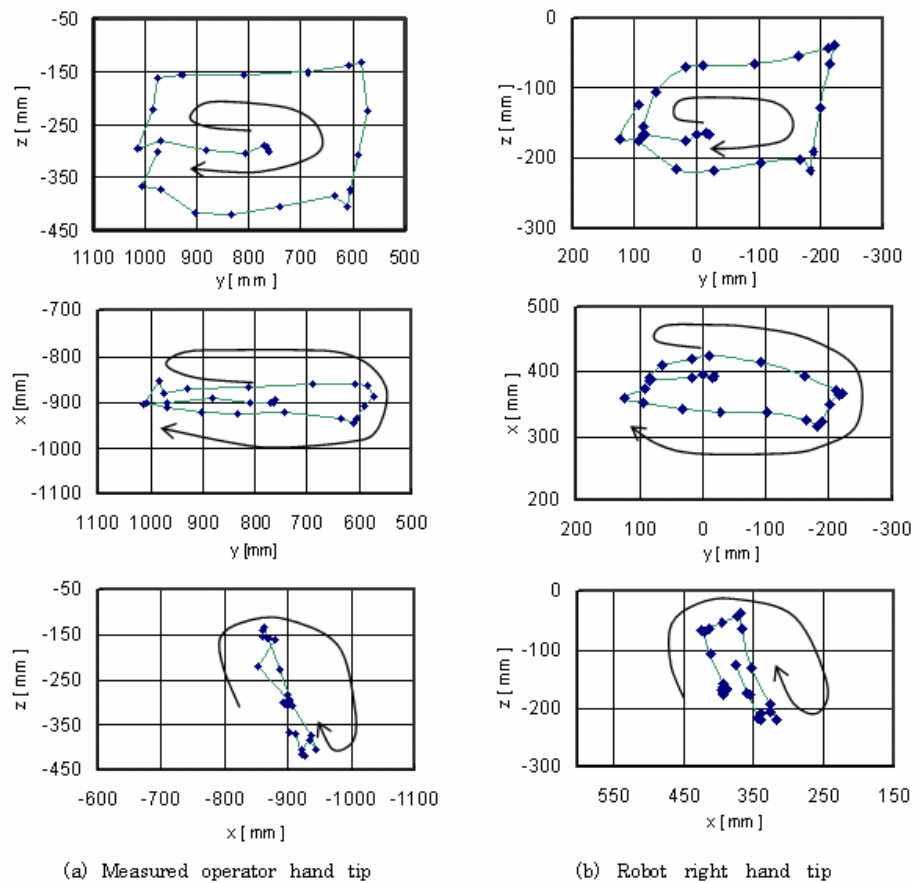 -50
-150
-250
-350
-450
z [ mm ]
1100 1000 900 800 700 600 500
y [ mm ]
0
-100
-200
-300
z [ mm ]
200 100 0 -100 -200 -300
y [ mm ]
-700
-800
-900
-1000
-1100
x [mm]
1100 1000 900 800 700 600 500
y [mm]
500
400
300
200
x [mm]
200 100 0 -100 -200 -300
y [mm]
-50
-150
-250
-350
-450
z [ mm ]
-600 -700 -800 -900 -1000 -1100
x [ mm ]
0
-100
-200
-300
z [ mm ]
550 450 350 250 150
x [ mm ]
(a) Measured operator hand tip
(b) Robot right hand tip